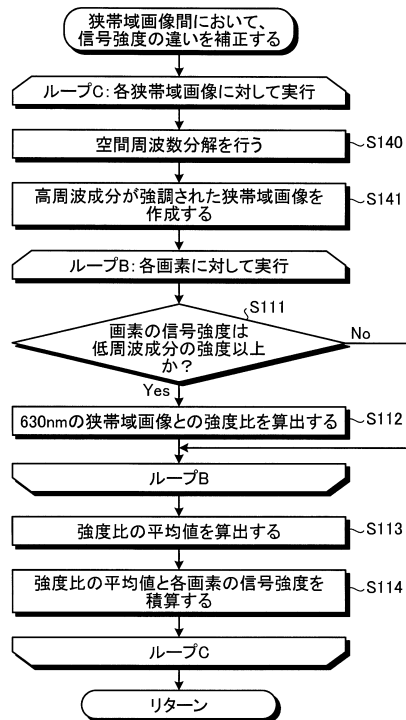 狭帯域画像間において、
信号強度の違いを補正する
ループC：各狭帯域画像に対して実行
空間周波数分解を行う
S140
高周波成分が強調された狭帯域画像を
作成する
S141
ループB：各画素に対して実行
S111
画素の信号強度は
低周波成分の強度以上
か？
No
Yes
630nmの狭帯域画像との強度比を算出する
S112
ループB
強度比の平均値を算出する
S113
強度比の平均値と各画素の信号強度を
積算する
S114
ループC
リターン